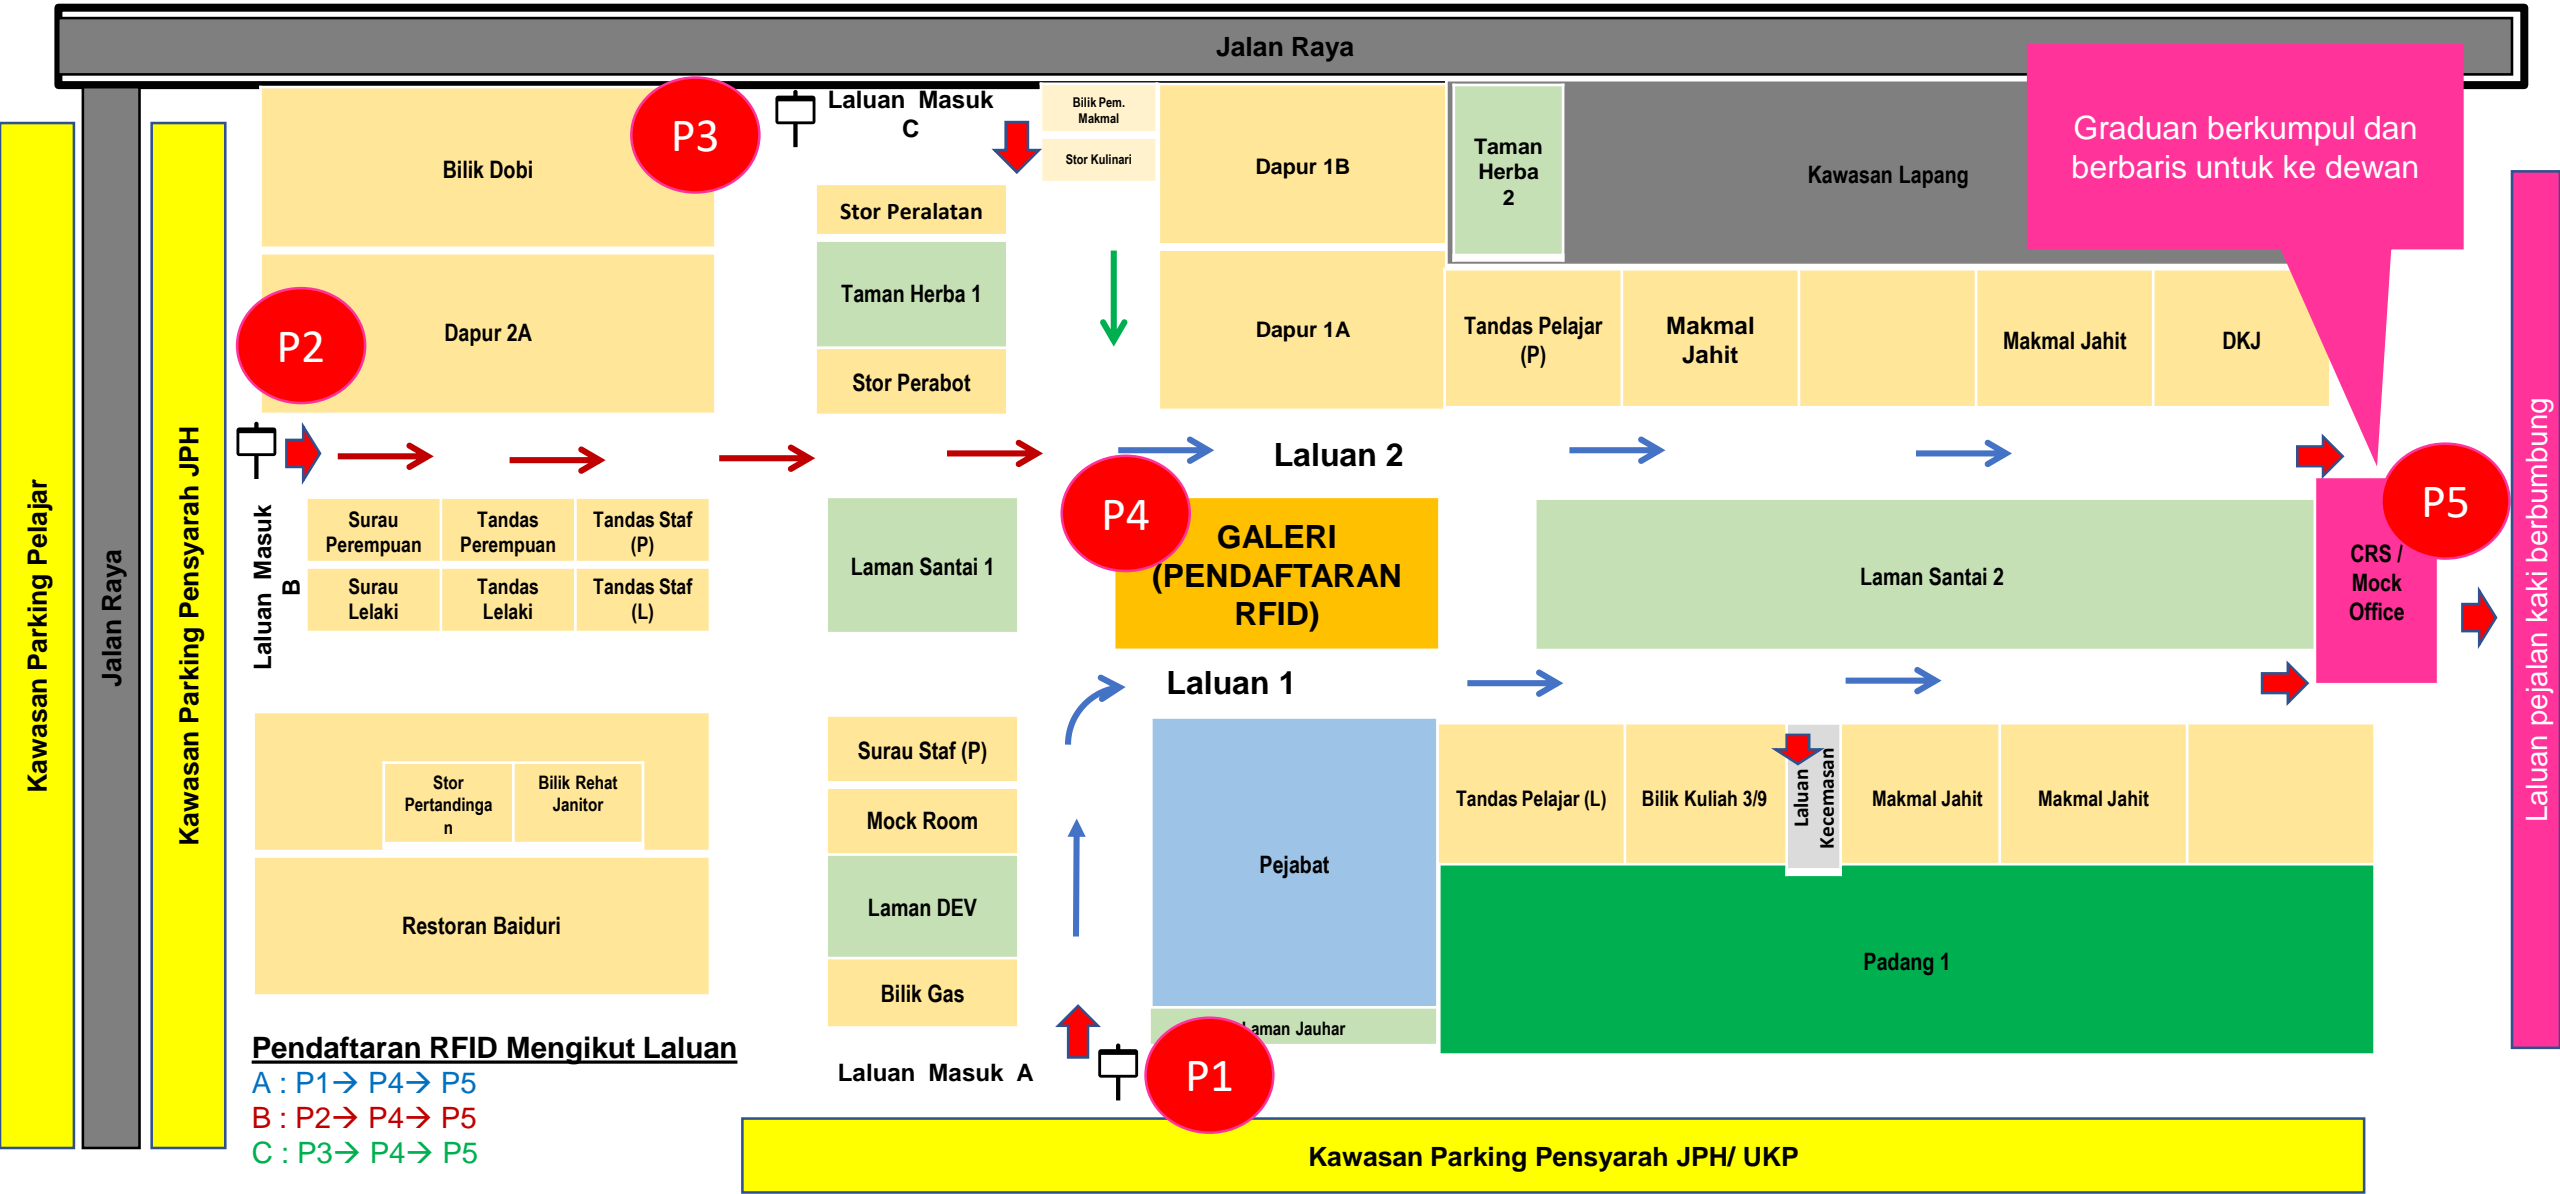 Jalan Raya
Graduan berkumpul dan
berbaris untuk ke dewan
P3
Laluan Masuk
C
Bilik Pem.
Makmal
Stor Kulinari
Bilik Dobi
Dapur 1B
Taman
Herba
2
Kawasan Lapang
Stor Peralatan
Taman Herba 1
Stor Perabot
P2
Dapur 2A
Dapur 1A
Tandas Pelajar
(P)
Makmal
Jahit
Makmal Jahit
DKJ
Kawasan Parking Pelajar
Jalan Raya
Kawasan Parking Pensyarah JPH
Laluan Masuk
B
Laluan 2
P4
P5
Surau
Perempuan
Tandas
Perempuan
Tandas Staf
(P)
Surau
Lelaki
Tandas
Lelaki
Tandas Staf
(L)
Laman Santai 1
GALERI
(PENDAFTARAN
RFID)
Laman Santai 2
CRS /
Mock
Office
Laluan pejalan kaki berbumbung
Laluan 1
Stor
Pertandinga
n
Bilik Rehat
Janitor
Restoran Baiduri
Surau Staf (P)
Mock Room
Laman DEV
Bilik Gas
Pejabat
Tandas Pelajar (L)
Bilik Kuliah 3/9
Laluan
Kecemasan
Makmal Jahit
Makmal Jahit
Padang 1
aman Jauhar
Laluan Masuk A
P1
Pendaftaran RFID Mengikut Laluan
A : P1→ P4→ P5
B : P2→ P4→ P5
C : P3→ P4→ P5
Kawasan Parking Pensyarah JPH/ UKP